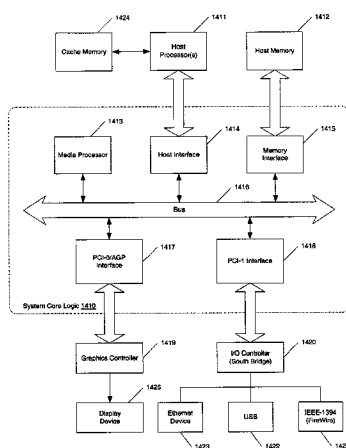 1424
1411
1412
Cache Memory
Host
Processor(s)
Host Memory
1413
1414
1415
Media Processor
Host Interface
Memory
Interface
1416
Bus
1417
1418
PCI-0/AGP
Interface
PCI-1 Interface
System Core Logic 1410
1419
1420
Graphics Controller
I/O Controller
(South Bridge)
1425
Display
Device
Ethernet
Device
USB
IEEE-1394
(FireWire)
1423
1422